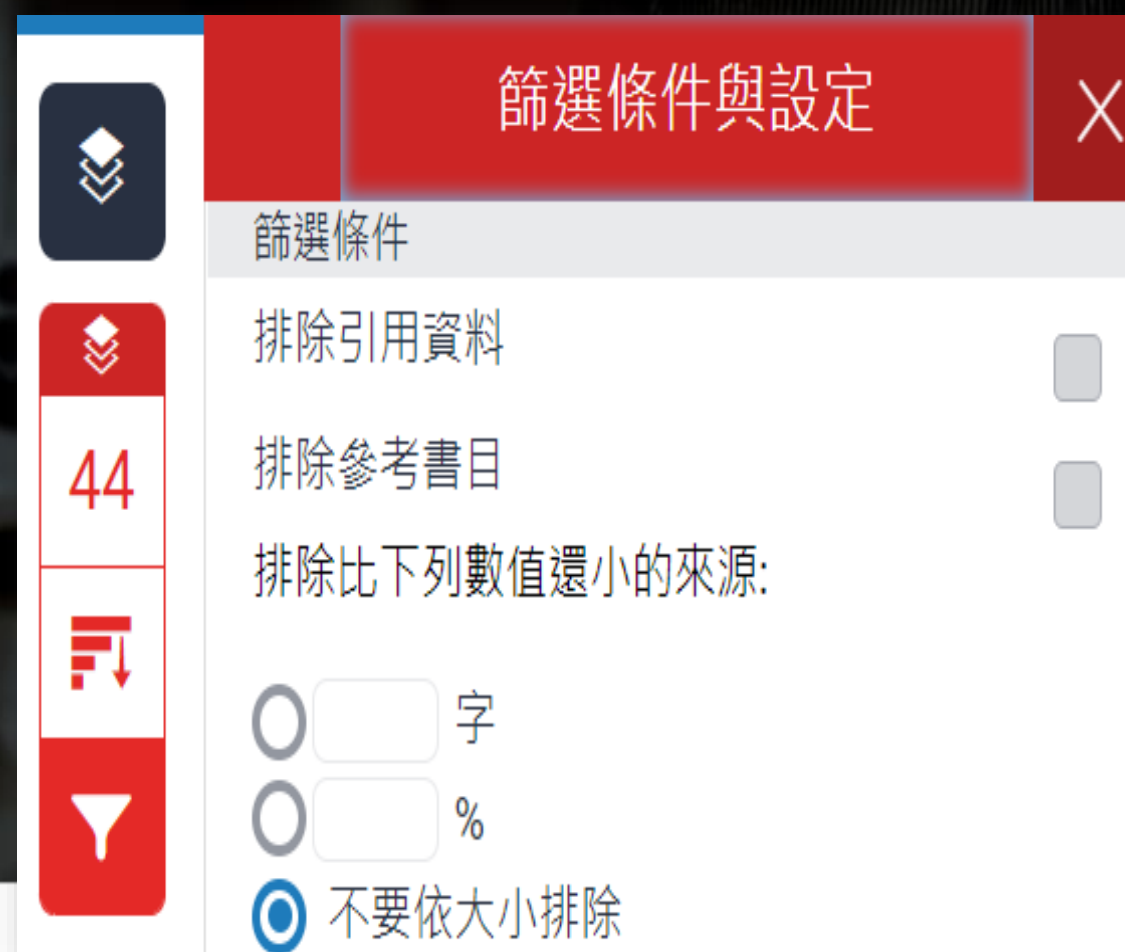 篩選條件與設定
篩選條件
排除引用資料
排除參考書目
44
排除比下列數值還小的來源:
字
%
不要依大小排除